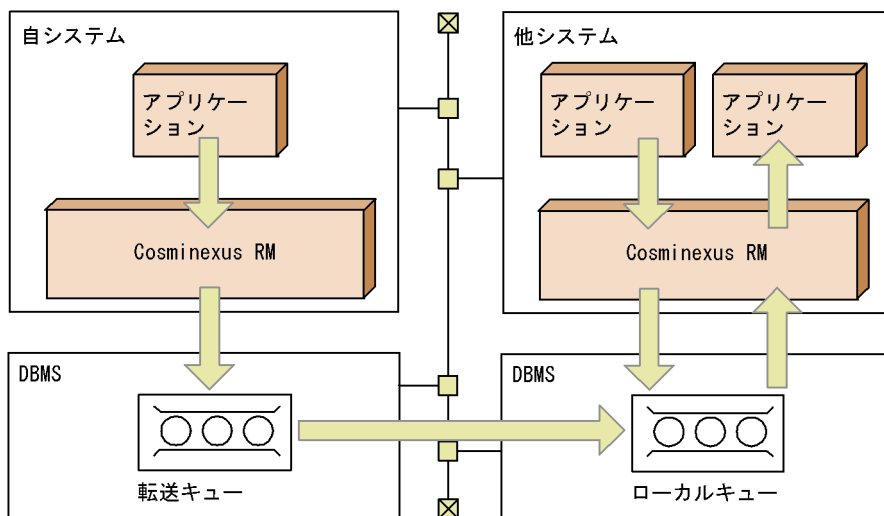 自システム
アプリケー
ション
Cosminexus RM
DBMS
転送キュー
他システム
アプリケー
ション
アプリケー
ション
Cosminexus RM
DBMS
ローカルキュー